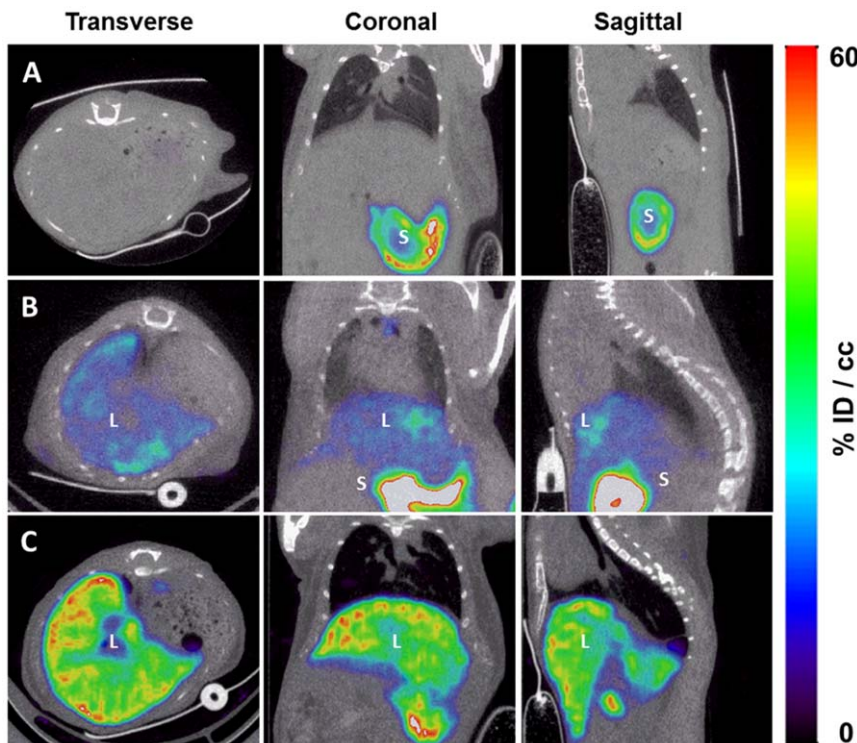 Transverse Coronal Sagittal
A S S 60
B L L L
S S
% ID / cc
C L L L
0